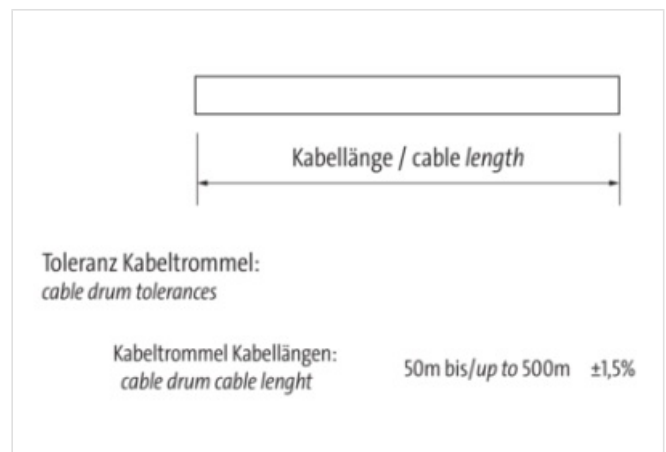 Kabellänge / cable length
Toleranz Kabeltrommel:
cable drum tolerances
Kabeltrommel Kabellängen:
cable drum cable lenght
50m bis/up to 500m ±1,5%